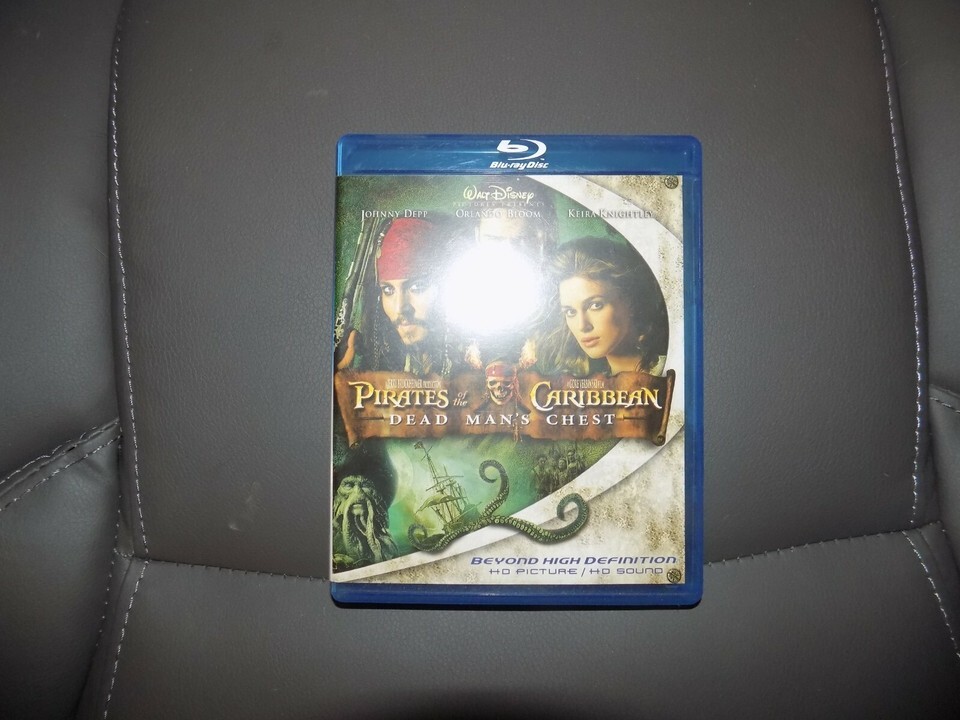 Blu-ray Disc
WALT DISNEY
PICTURES PRESENTS
JOHNNY DEPP ORLANDO BLOOM KEIRA KNIGHTLEY
PIRATES of the CARIBBEAN
DEAD MAN'S CHEST
BEYOND HIGH DEFINITION
HD PICTURE / HD SOUND